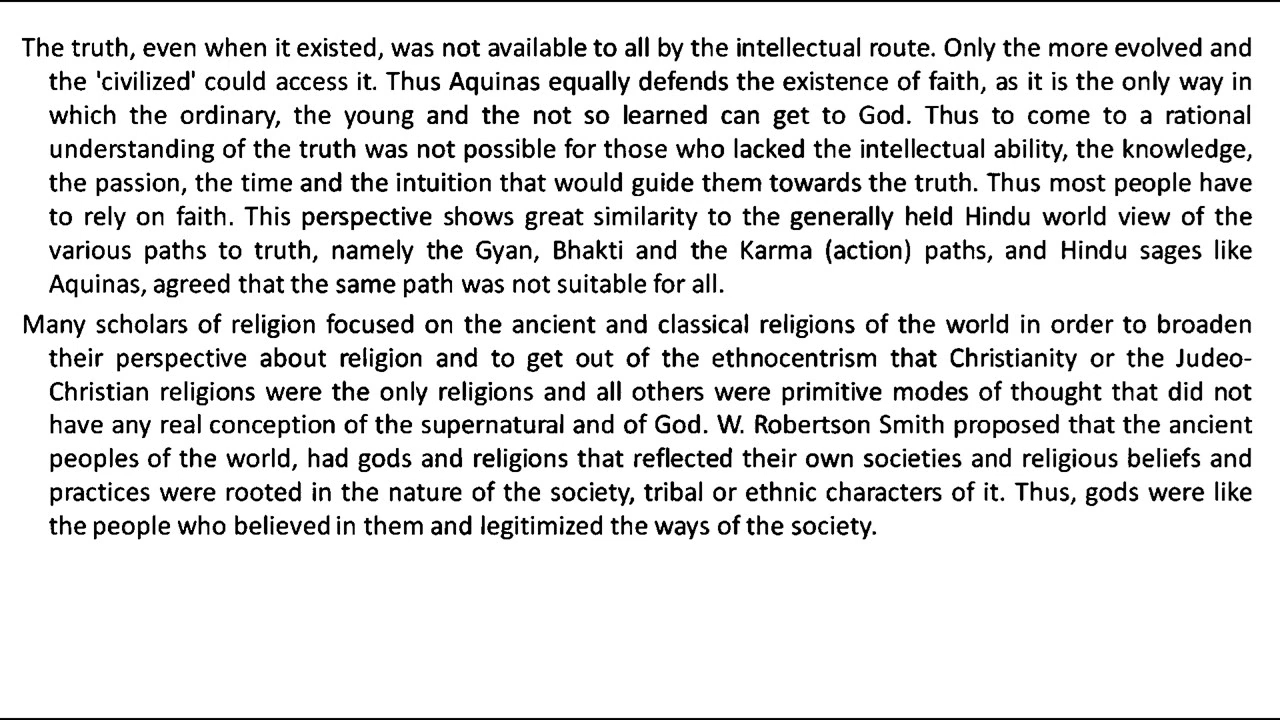 The truth, even when it existed, was not available to all by the intellectual route. Only the more evolved and
the 'civilized' could access it. Thus Aquinas equally defends the existence of faith, as it is the only way in
which the ordinary, the young and the not so learned can get to God. Thus to come to a rational
understanding of the truth was not possible for those who lacked the intellectual ability, the knowledge,
the passion, the time and the intuition that would guide them towards the truth. Thus most people have
to rely on faith. This perspective shows great similarity to the generally held Hindu world view of the
various paths to truth, namely the Gyan, Bhakti and the Karma (action) paths, and Hindu sages like
Aquinas, agreed that the same path was not suitable for all.
Many scholars of religion focused on the ancient and classical religions of the world in order to broaden
their perspective about religion and to get out of the ethnocentrism that Christianity or the Judeo-
Christian religions were the only religions and all others were primitive modes of thought that did not
have any real conception of the supernatural and of God. W. Robertson Smith proposed that the ancient
peoples of the world, had gods and religions that reflected their own societies and religious beliefs and
practices were rooted in the nature of the society, tribal or ethnic characters of it. Thus, gods were like
the people who believed in them and legitimized the ways of the society.